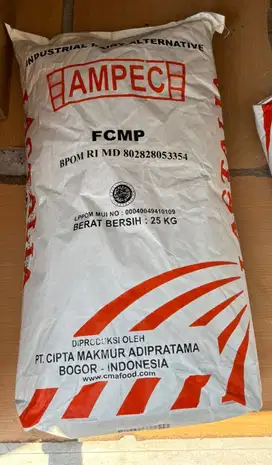 INDUSTRIAL DAIRY ALTERNATIVE
AMPEC
FCMP
BPOM RI MD 802828053354
LPPOM MUI NO : 00040049410109
BERAT BERSIH : 25 KG
DIPRODUKSI OLEH
PT. CIPTA MAKMUR ADIPRATAMA
BOGOR - INDONESIA
www.cmafood.com